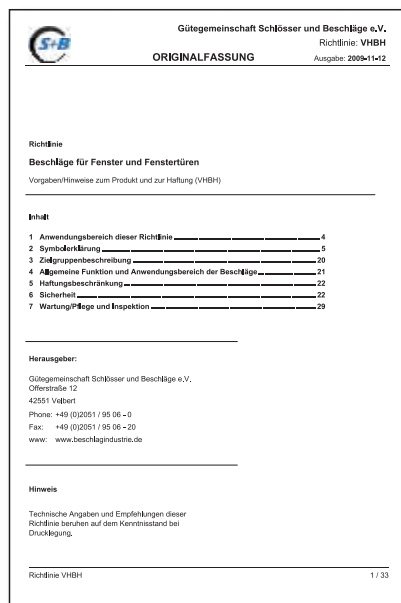 S+B
Gütegemeinschaft Schlösser und Beschläge e.V.
Richtlinie: VHBH
ORIGINALFASSUNG Ausgabe: 2009-11-12
Richtlinie
Beschläge für Fenster und Fenstertüren
Vorgaben/Hinweise zum Produkt und zur Haftung (VHBH)
Inhalt
1 Anwendungsbereich dieser Richtlinie 4
2 Symbolerklärung 5
3 Zielgruppenbeschreibung 20
4 Allgemeine Funktion und Anwendungsbereich der Beschläge 21
5 Haftungsbeschränkung 22
6 Sicherheit 22
7 Wartung/Pflege und Inspektion 29
Herausgeber:
Gütegemeinschaft Schlösser und Beschläge e.V.
Offerstraße 12
42551 Velbert
Phone: +49 (0)2051 / 95 06 - 0
Fax: +49 (0)2051 / 95 06 - 20
www: www.beschlagindustrie.de
Hinweis
Technische Angaben und Empfehlungen dieser
Richtlinie beruhen auf dem Kenntnisstand bei
Drucklegung.
Richtlinie VHBH 1 / 33